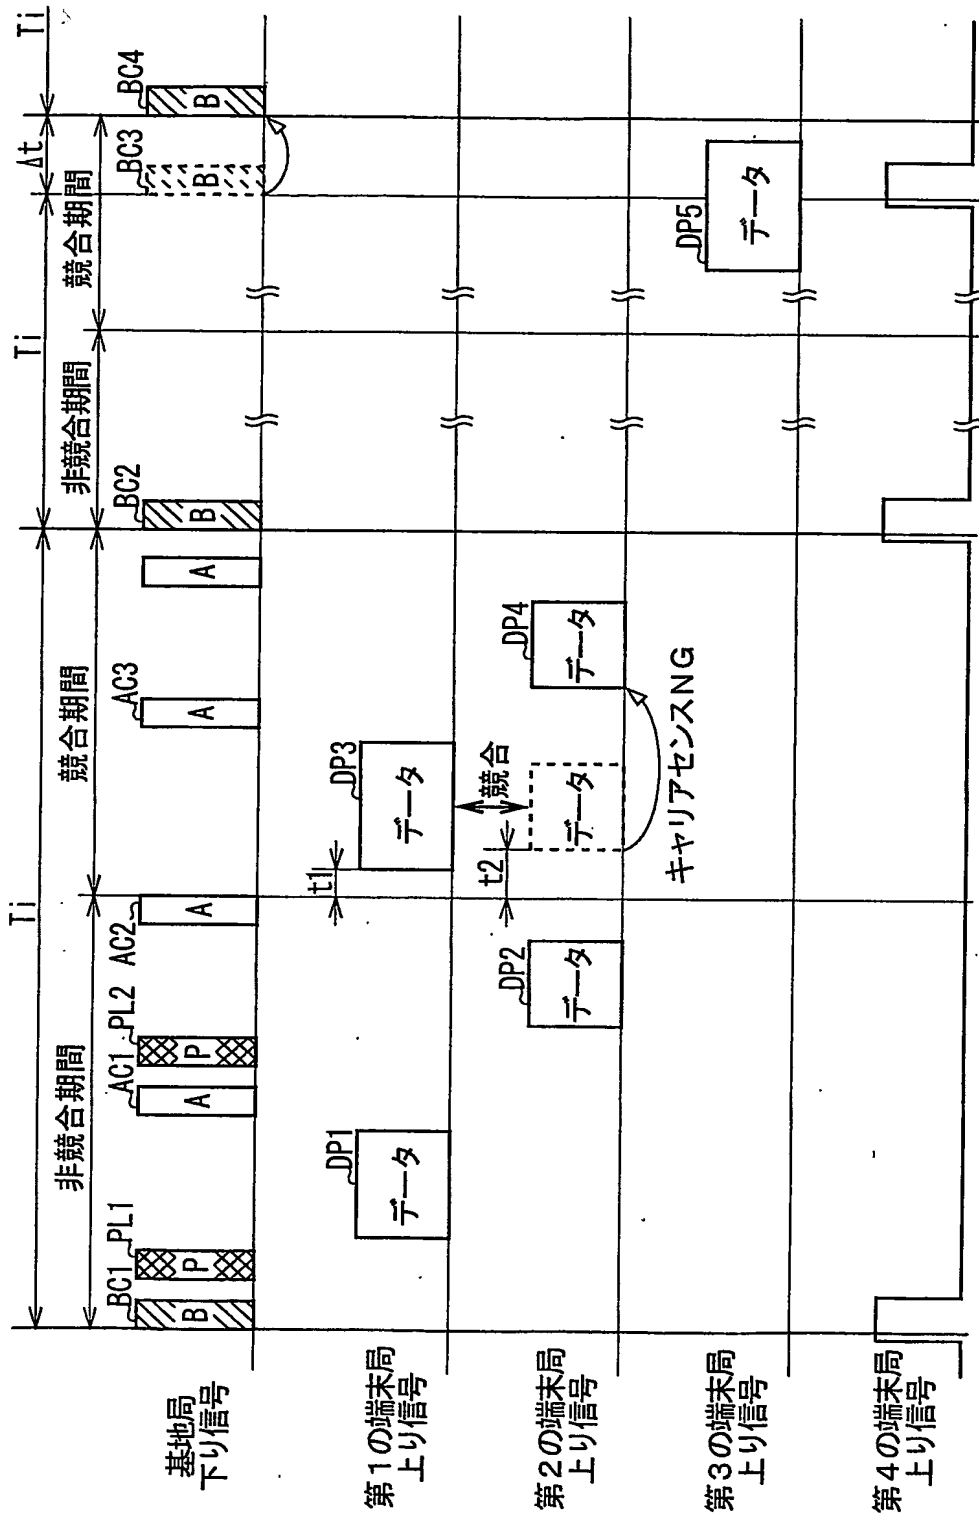 Ti
Ti
Δt
Ti
非競合期間
競合期間
非競合期間
競合期間
BC1
PL1
AC1
PL2
AC2
AC3
BC2
BC3
BC4
B
P
A
P
A
A
A
B
B
B
基地局
下り信号
DP1
データ
t1
DP3
データ
第1の端末局
上り信号
競合
DP2
データ
t2
データ
DP4
データ
キャリアセンスNG
第2の端末局
上り信号
DP5
データ
第3の端末局
上り信号
第4の端末局
上り信号